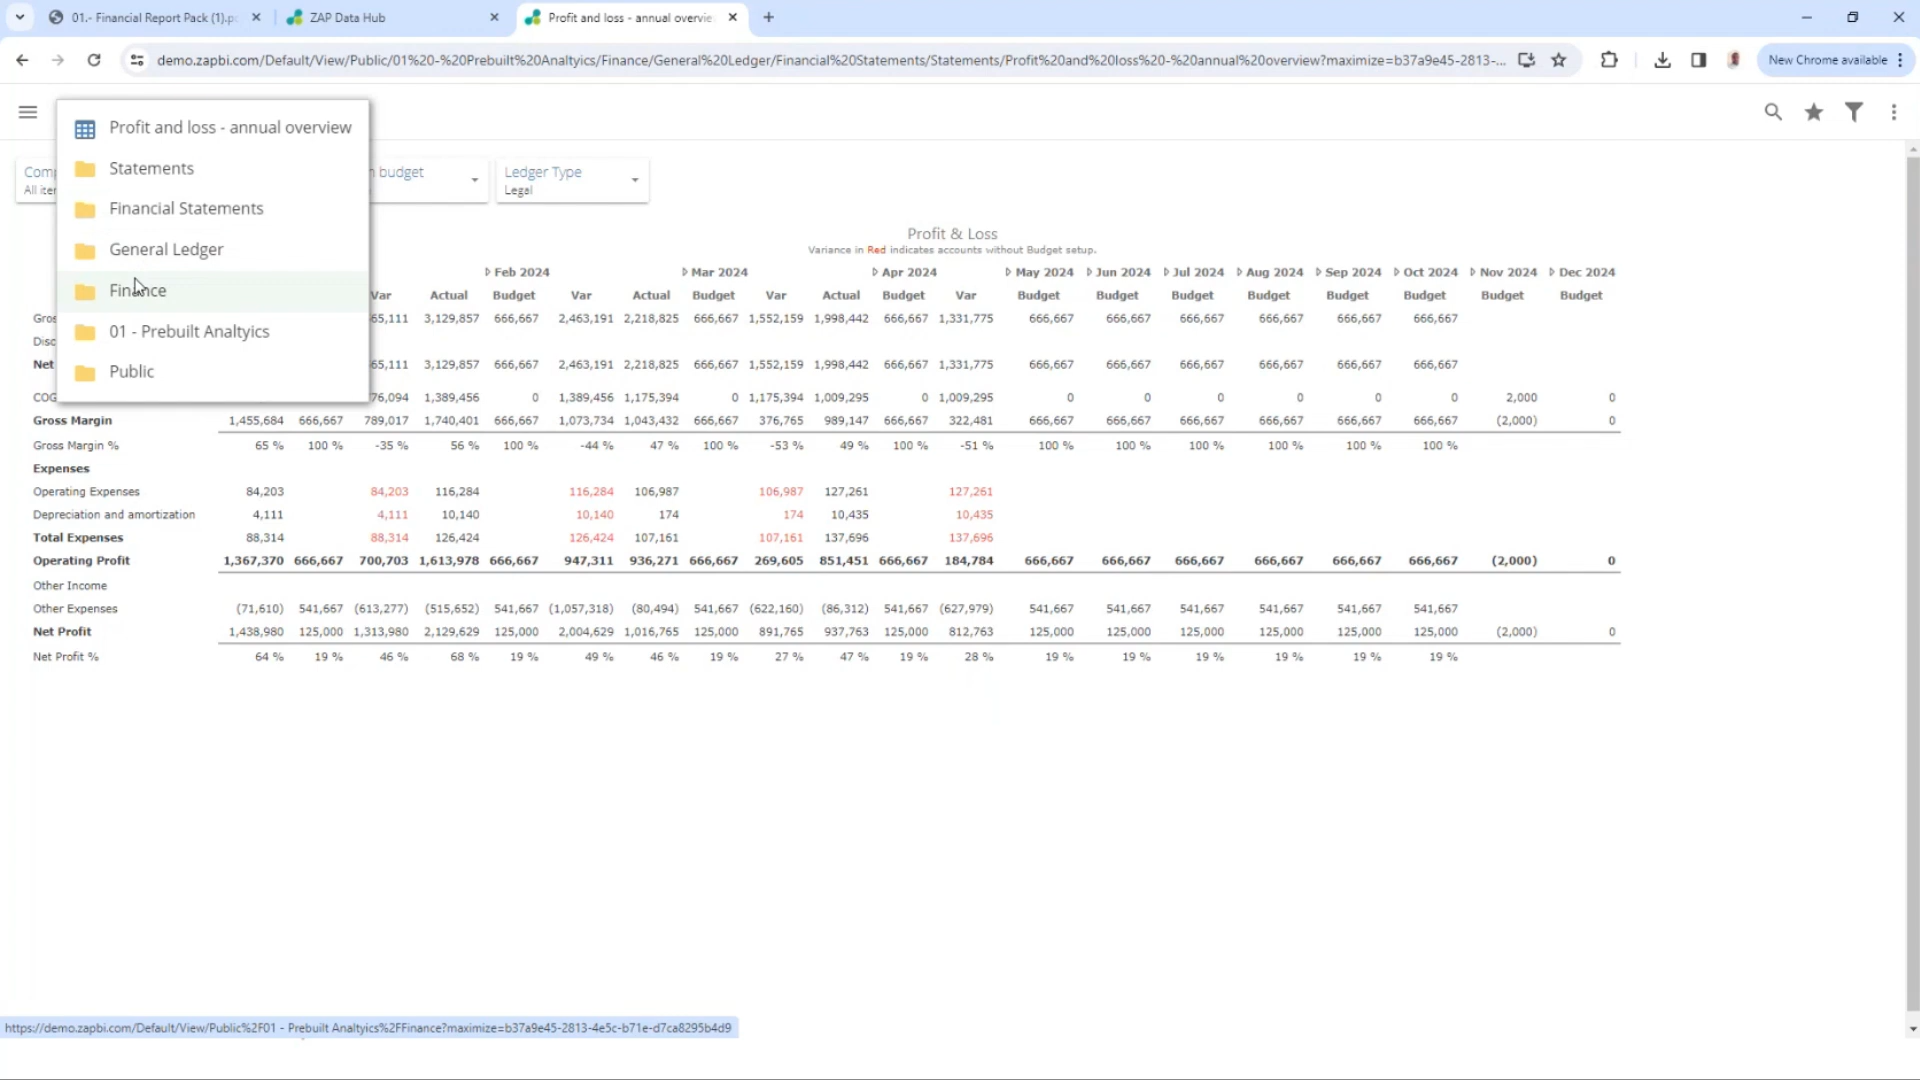 01.- Financial Report Pack (1).p
ZAP Data Hub
Profit and loss - annual overvie
demo.zapbi.com/Default/View/Public/01%20-%20Prebuilt%20Analtyics/Finance/General%20Ledger/Financial%20Statements/Statements/Profit%20and%20loss%20-%20annual%20overview?maximize=b37a9e45-2813-...
New Chrome available
Profit and loss - annual overview
Statements
Financial Statements
General Ledger
Finance
01 - Prebuilt Analtyics
Public
Com
All iter
budget
Ledger Type
Legal
Profit & Loss
Variance in Red indicates accounts without Budget setup.
Feb 2024 Mar 2024 Apr 2024 May 2024 Jun 2024 Jul 2024 Aug 2024 Sep 2024 Oct 2024 Nov 2024 Dec 2024
Var Actual Budget Var Actual Budget Var Actual Budget Var Budget Budget Budget Budget Budget Budget Budget Budget
Gros 65,111 3,129,857 666,667 2,463,191 2,218,825 666,667 1,552,159 1,998,442 666,667 1,331,775 666,667 666,667 666,667 666,667 666,667 666,667
Disc
Net 65,111 3,129,857 666,667 2,463,191 2,218,825 666,667 1,552,159 1,998,442 666,667 1,331,775 666,667 666,667 666,667 666,667 666,667 666,667
COG 76,094 1,389,456 0 1,389,456 1,175,394 0 1,175,394 1,009,295 0 1,009,295 0 0 0 0 0 0 2,000 0
Gross Margin 1,455,684 666,667 789,017 1,740,401 666,667 1,073,734 1,043,432 666,667 376,765 989,147 666,667 322,481 666,667 666,667 666,667 666,667 666,667 666,667 (2,000) 0
Gross Margin % 65 % 100 % -35 % 56 % 100 % -44 % 47 % 100 % -53 % 49 % 100 % -51 % 100 % 100 % 100 % 100 % 100 % 100 %
Expenses
Operating Expenses 84,203 84,203 116,284 116,284 106,987 106,987 127,261 127,261
Depreciation and amortization 4,111 4,111 10,140 10,140 174 174 10,435 10,435
Total Expenses 88,314 88,314 126,424 126,424 107,161 107,161 137,696 137,696
Operating Profit 1,367,370 666,667 700,703 1,613,978 666,667 947,311 936,271 666,667 269,605 851,451 666,667 184,784 666,667 666,667 666,667 666,667 666,667 666,667 (2,000) 0
Other Income
Other Expenses (71,610) 541,667 (613,277) (515,652) 541,667 (1,057,318) (80,494) 541,667 (622,160) (86,312) 541,667 (627,979) 541,667 541,667 541,667 541,667 541,667 541,667
Net Profit 1,438,980 125,000 1,313,980 2,129,629 125,000 2,004,629 1,016,765 125,000 891,765 937,763 125,000 812,763 125,000 125,000 125,000 125,000 125,000 125,000 (2,000) 0
Net Profit % 64 % 19 % 46 % 68 % 19 % 49 % 46 % 19 % 27 % 47 % 19 % 28 % 19 % 19 % 19 % 19 % 19 % 19 %
https://demo.zapbi.com/Default/View/Public%2F01 - Prebuilt Analtyics%2FFinance?maximize=b37a9e45-2813-4e5c-b71e-d7ca8295b4d9